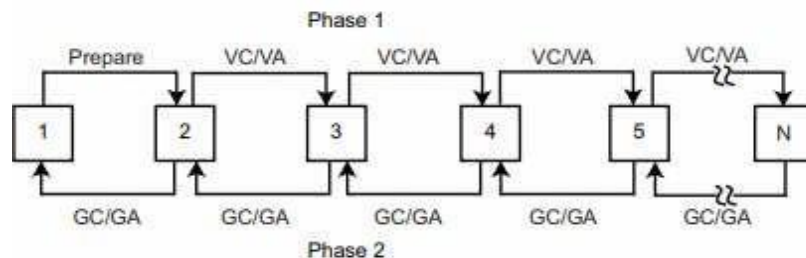 Phase 1
Prepare VC/VA VC/VA VC/VA VC/VA
1 2 3 4 5 N
GC/GA GC/GA GC/GA GC/GA GC/GA
Phase 2